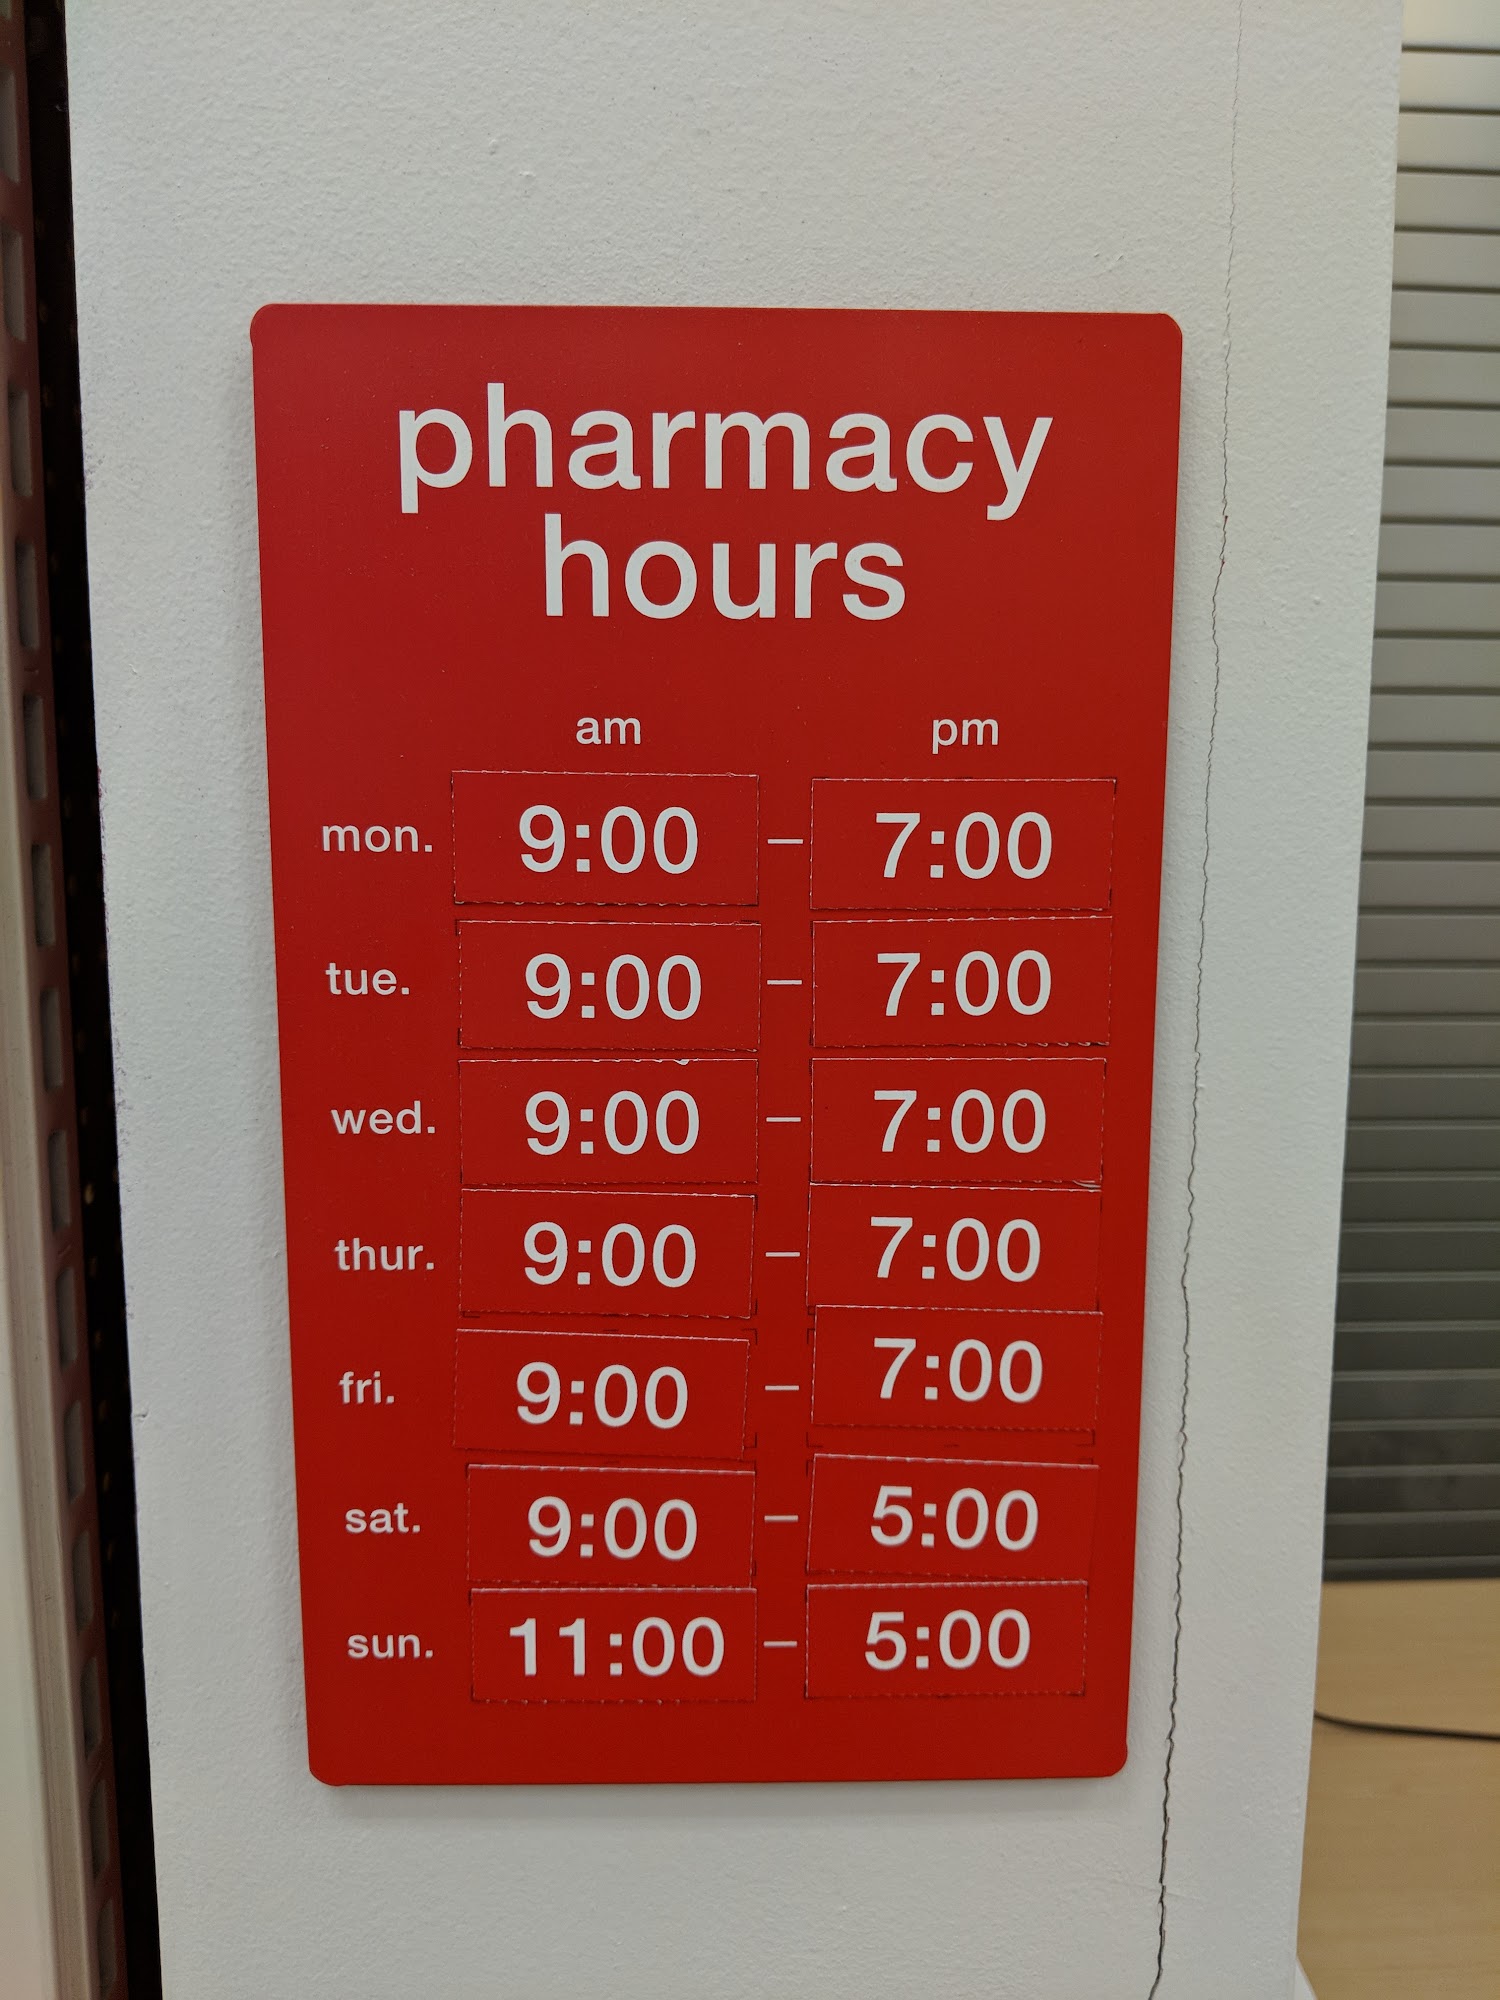 pharmacy
hours
am pm
mon. 9:00 – 7:00
tue. 9:00 – 7:00
wed. 9:00 – 7:00
thur. 9:00 – 7:00
fri. 9:00 – 7:00
sat. 9:00 – 5:00
sun. 11:00 – 5:00